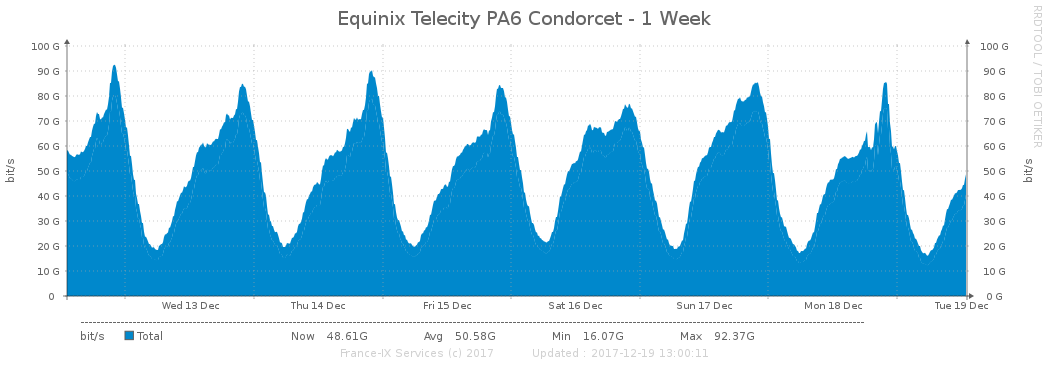 Equinix Telecity PA6 Condorcet - 1 Week
RRDTOOL / TOBI OETIKER
100 G 100 G
90 G 90 G
80 G 80 G
70 G 70 G
60 G 60 G
50 G 50 G
40 G 40 G
30 G 30 G
20 G 20 G
10 G 10 G
0 0 G
bit/s
bit/s
Wed 13 Dec Thu 14 Dec Fri 15 Dec Sat 16 Dec Sun 17 Dec Mon 18 Dec Tue 19 Dec
bit/s Total Now 48.61G Avg 50.58G Min 16.07G Max 92.37G
France-IX Services (c) 2017 Updated : 2017-12-19 13:00:11